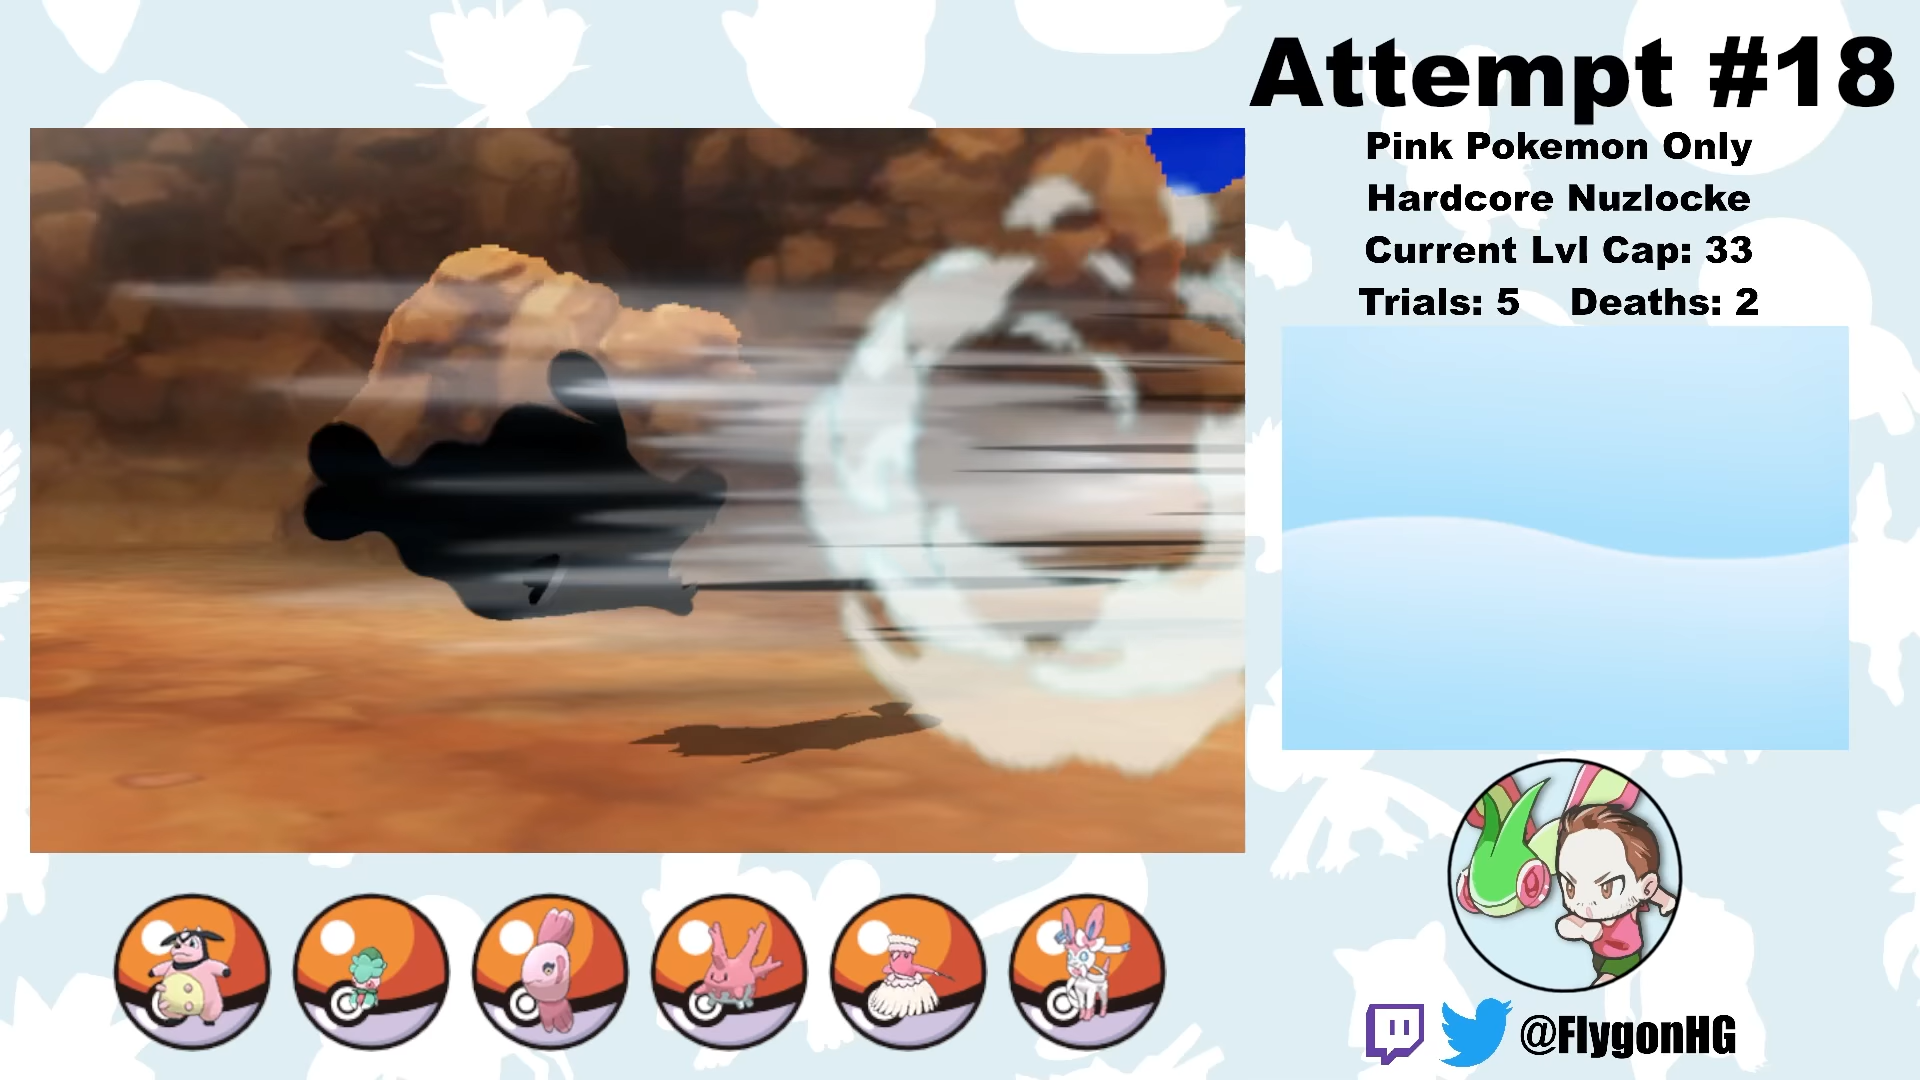 Attempt #18
Pink Pokemon Only
Hardcore Nuzlocke
Current Lvl Cap: 33
Trials: 5 Deaths: 2
@FlygonHG